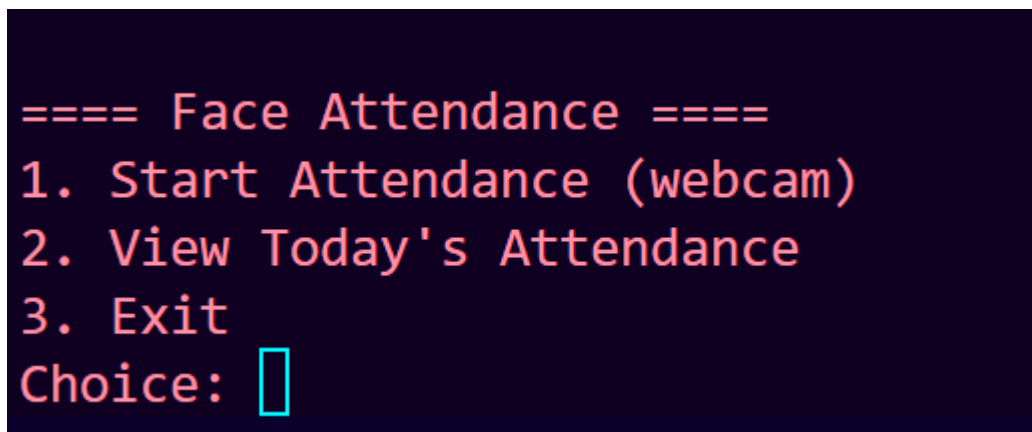 ==== Face Attendance ====
1. Start Attendance (webcam)
2. View Today's Attendance
3. Exit
Choice: